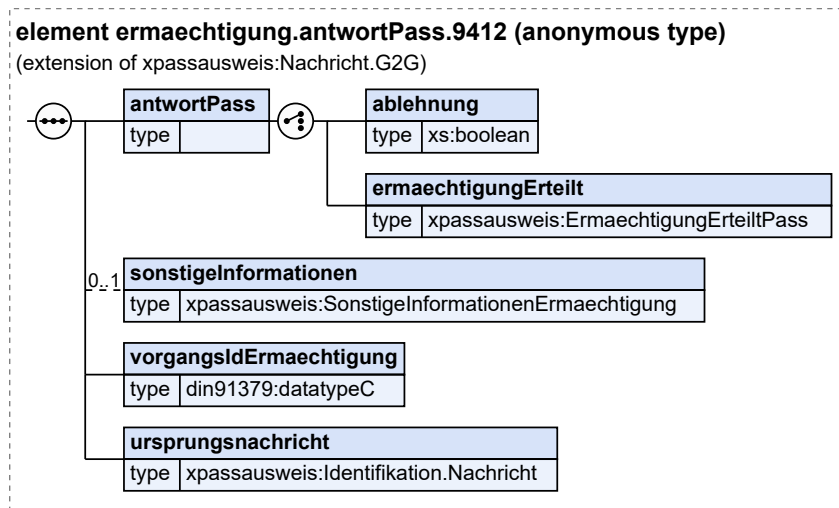 element ermaechtigung.antwortPass.9412 (anonymous type)
(extension of xpassausweis:Nachricht.G2G)
antwortPass
type
ablehnung
type xs:boolean
ermaechtigungErteilt
type xpassausweis:ErmaechtigungErteiltPass
0..1
sonstigeInformationen
type xpassausweis:SonstigeInformationenErmaechtigung
vorgangsIdErmaechtigung
type din91379:datatypeC
ursprungsnachricht
type xpassausweis:Identifikation.Nachricht